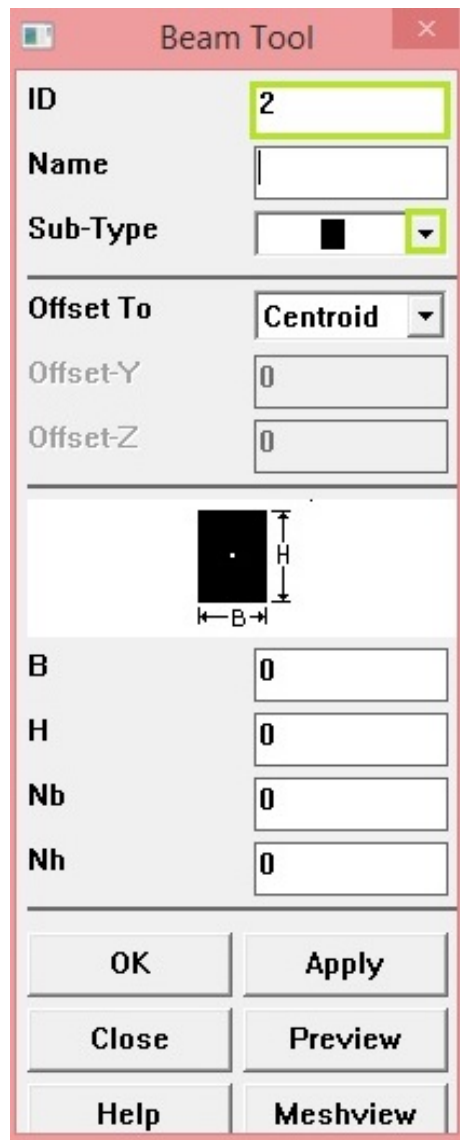 Beam Tool
ID 2
Name
Sub-Type
Offset To Centroid
Offset-Y 0
Offset-Z 0
H
B
B 0
H 0
Nb 0
Nh 0
OK Apply
Close Preview
Help Meshview